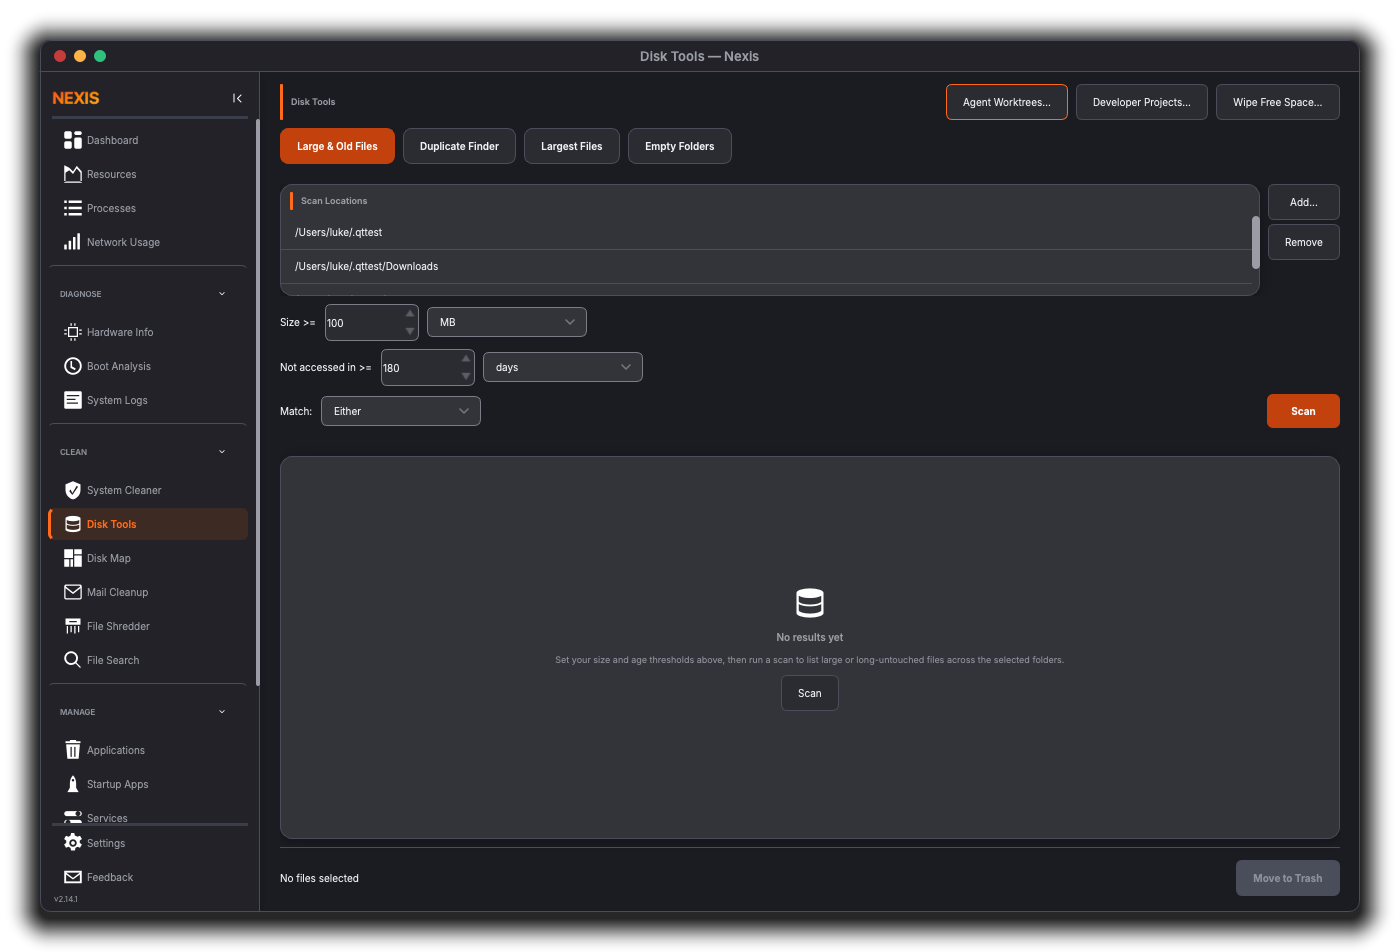 Disk Tools — Nexis
NEXIS
Dashboard
Resources
Processes
Network Usage
DIAGNOSE
Hardware Info
Boot Analysis
System Logs
CLEAN
System Cleaner
Disk Tools
Disk Map
Mail Cleanup
File Shredder
File Search
MANAGE
Applications
Startup Apps
Services
Settings
Feedback
v2.14.1
Disk Tools
Agent Worktrees...
Developer Projects...
Wipe Free Space...
Large & Old Files
Duplicate Finder
Largest Files
Empty Folders
Scan Locations
/Users/luke/.qttest
/Users/luke/.qttest/Downloads
Add...
Remove
Size >= 100 MB
Not accessed in >= 180 days
Match: Either
Scan
No results yet
Set your size and age thresholds above, then run a scan to list large or long-untouched files across the selected folders.
Scan
No files selected
Move to Trash